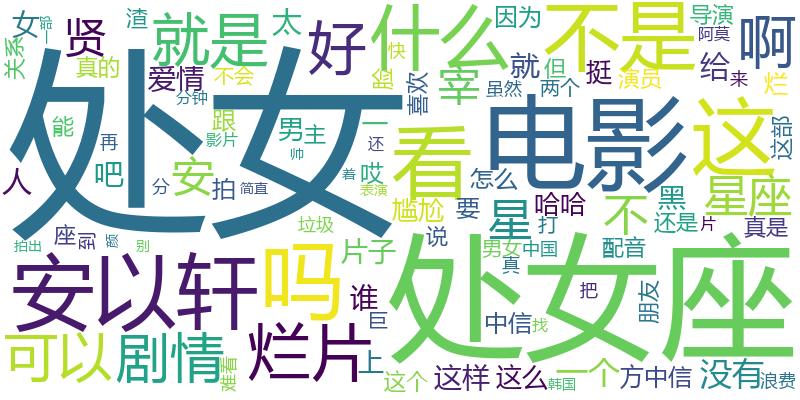 女
渣
就是
太
好
什么
不是
因为
导演
啊
贤
真的
爱情
不会
阿莫
关系
分钟
快
喜欢
宰
虽然
就
但
两个
挺
给
演员
来
烂
处女
能
再
影片
跟
男
主
一
还
看
电影
这
这部
人
吧
安
帅
哎
怎么
星座
分
拍
简直
着
表演
尴尬
要
星
哈哈
不
黑
还是
片
座
到
垃圾
片子
说
男女
中国
打
配音
真是
拍出
颜
别
真
安以轩
吗
谁
处女座
巨
中信
找
把
朋友
可以
剧情
烂片
上
难看
这个
这样
这么
韩国
一个
方中信
没有
浪费